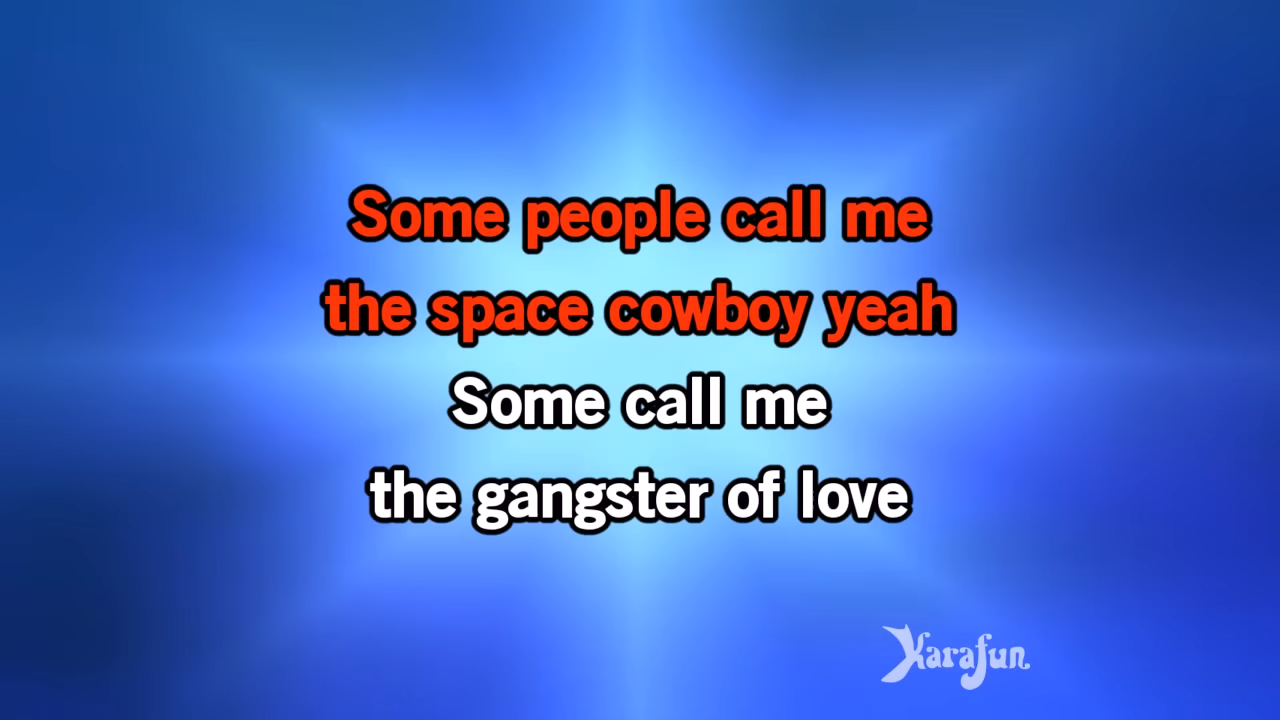 Some people call me
the space cowboy yeah
Some call me
the gangster of love
Karafun